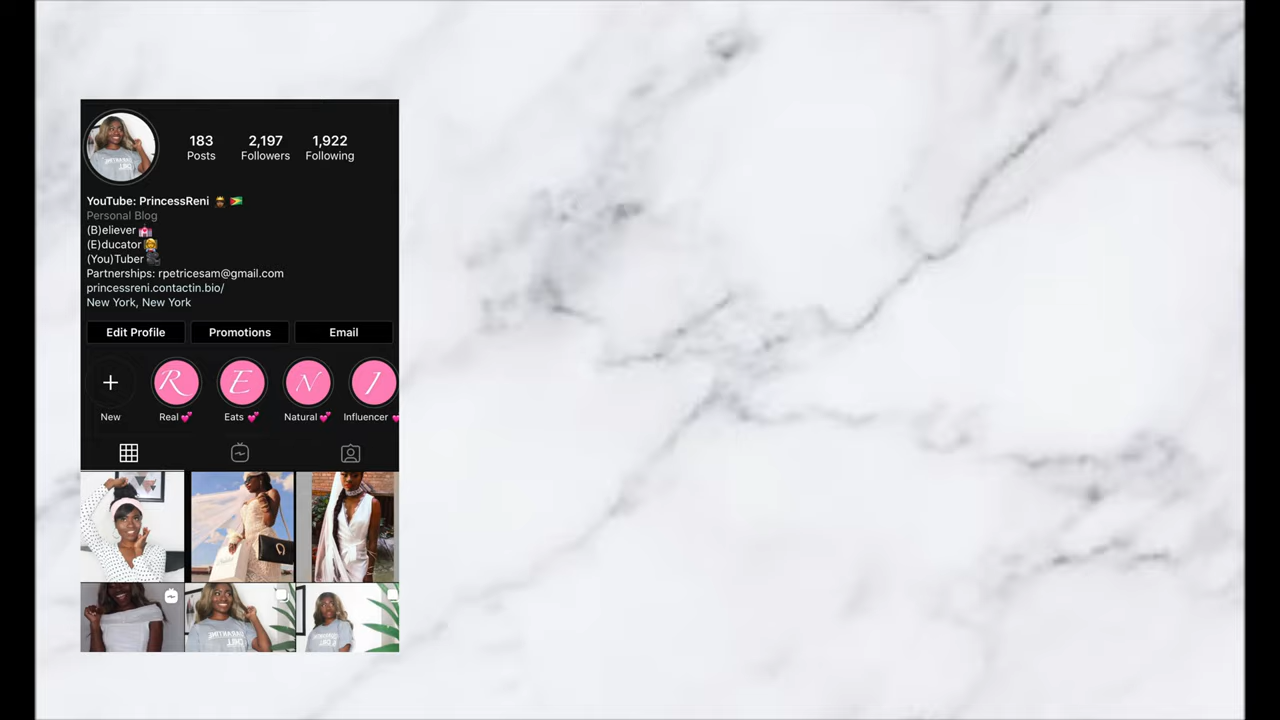 183 2,197 1,922
Posts Followers Following
YouTube: PrincessReni
Personal Blog
(B)eliever
(E)ducator
(You)Tuber
Partnerships: rpetricesam@gmail.com
princessreni.contactin.bio/
New York, New York
Edit Profile Promotions Email
R E N I
New Real Eats Natural Influencer